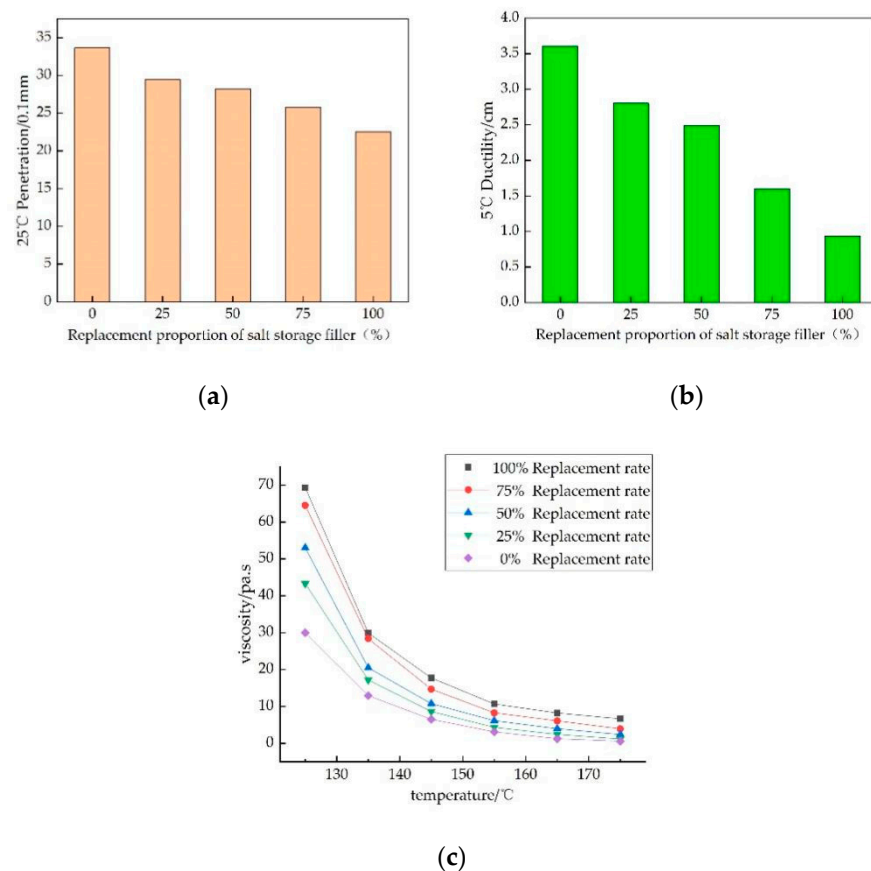 35
30
25
20
15
10
5
0
25℃ Penetration/0.1mm
0 25 50 75 100
Replacement proportion of salt storage filler（%）
(a)
4.0
3.5
3.0
2.5
2.0
1.5
1.0
0.5
0.0
5℃ Ductility/cm
0 25 50 75 100
Replacement proportion of salt storage filler（%）
(b)
100% Replacement rate
75% Replacement rate
50% Replacement rate
25% Replacement rate
0% Replacement rate
70
60
50
40
30
20
10
0
viscosity/pa.s
130 140 150 160 170
temperature/℃
(c)